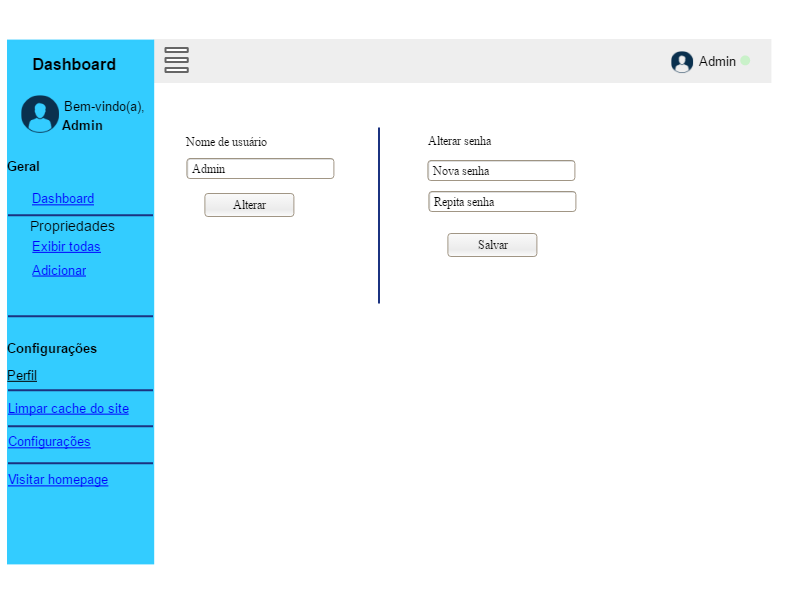 Dashboard
Admin
Bem-vindo(a),
Admin
Geral
Dashboard
Propriedades
Exibir todas
Adicionar
Configurações
Perfil
Limpar cache do site
Configurações
Visitar homepage
Nome de usuário
Admin
Alterar
Alterar senha
Nova senha
Repita senha
Salvar